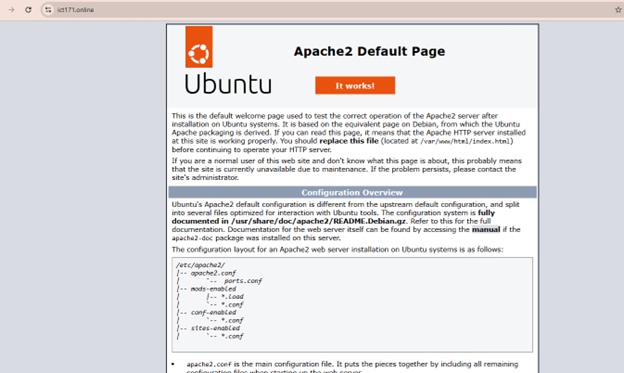 ict171.online
Apache2 Default Page
Ubuntu
It works!
This is the default welcome page used to test the correct operation of the Apache2 server after
installation on Ubuntu systems. It is based on the equivalent page on Debian, from which the Ubuntu
Apache packaging is derived. If you can read this page, it means that the Apache HTTP server installed
at this site is working properly. You should replace this file (located at /var/www/html/index.html)
before continuing to operate your HTTP server.
If you are a normal user of this web site and don't know what this page is about, this probably means
that the site is currently unavailable due to maintenance. If the problem persists, please contact the
site's administrator.
Configuration Overview
Ubuntu's Apache2 default configuration is different from the upstream default configuration, and split
into several files optimized for interaction with Ubuntu tools. The configuration system is fully
documented in /usr/share/doc/apache2/README.Debian.gz. Refer to this for the full
documentation. Documentation for the web server itself can be found by accessing the manual if the
apache2-doc package was installed on this server.
The configuration layout for an Apache2 web server installation on Ubuntu systems is as follows:
/etc/apache2/
|-- apache2.conf
|       `--  ports.conf
|-- mods-enabled
|       |-- *.load
|       `-- *.conf
|-- conf-enabled
|       `-- *.conf
|-- sites-enabled
|       `-- *.conf
• apache2.conf is the main configuration file. It puts the pieces together by including all remaining
configuration files when starting up the web server.